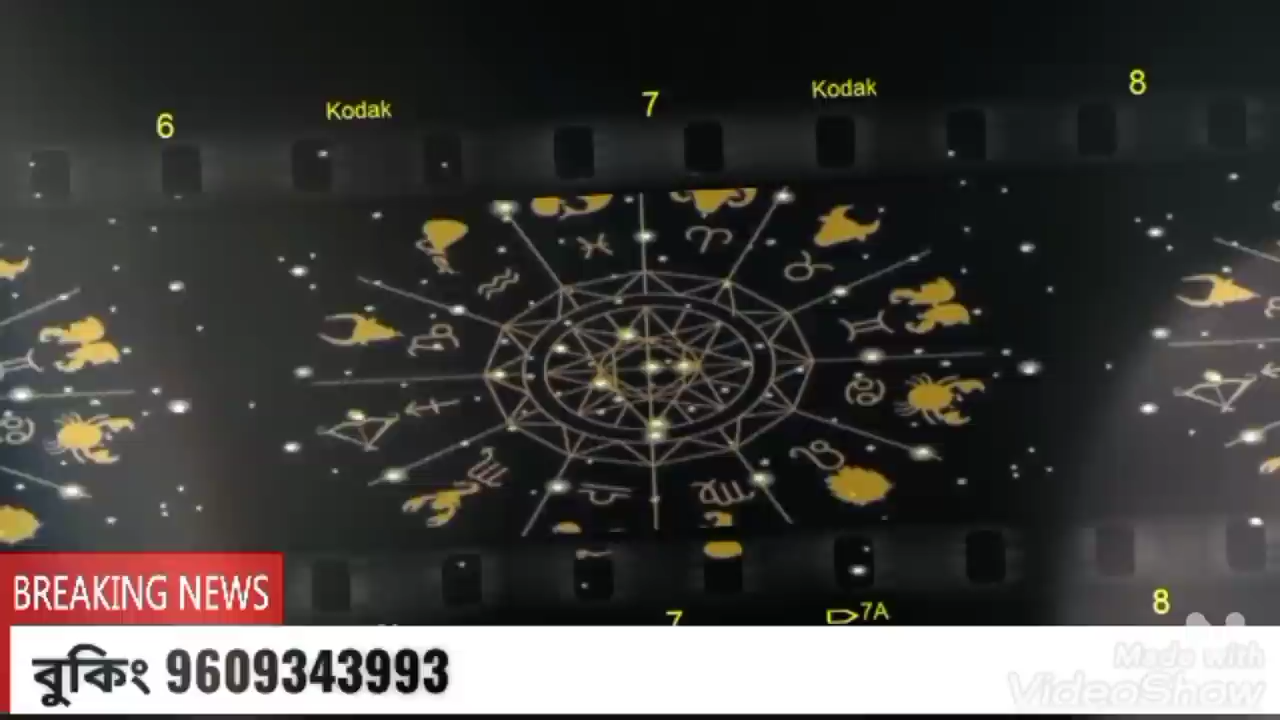 6 Kodak 7 Kodak 8
7 7A 8
BREAKING NEWS
বুকিং 9609343993
Made with
VideoShow